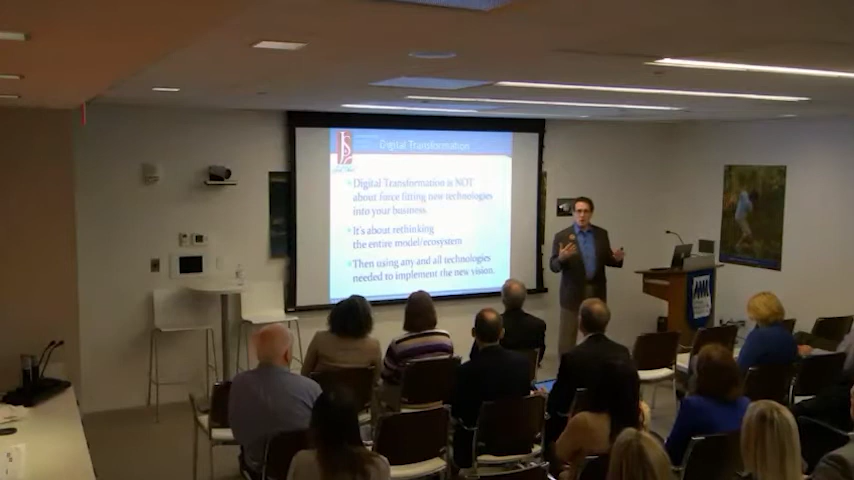 Digital Transformation
Digital Transformation is NOT
about force fitting new technologies
into your business.
It's about rethinking
the entire model/ecosystem
Then using any and all technologies
needed to implement the new vision.